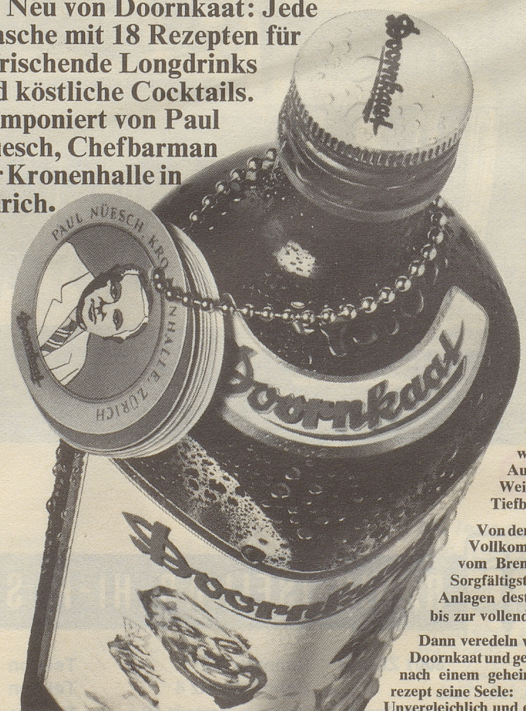 Neu von Doornkaat: Jede
asche mit 18 Rezepten für
rischende Longdrinks
d köstliche Cocktails.
mponiert von Paul
uesch, Chefbarman
r Kronenhalle in
rich.
Doornkaat
PAUL NÜESCH, KRONENHALLE, ZÜRICH
Doornkaat
Doornkaat
Doornkaat
w
Au
Wei
Tiefb
Von der
Vollkom
vom Bren
Sorgfältigst
Anlagen dest
bis zur vollend
Dann veredeln w
Doornkaat und ge
nach einem geheim
rezept seine Seele:
Unvergleichlich und